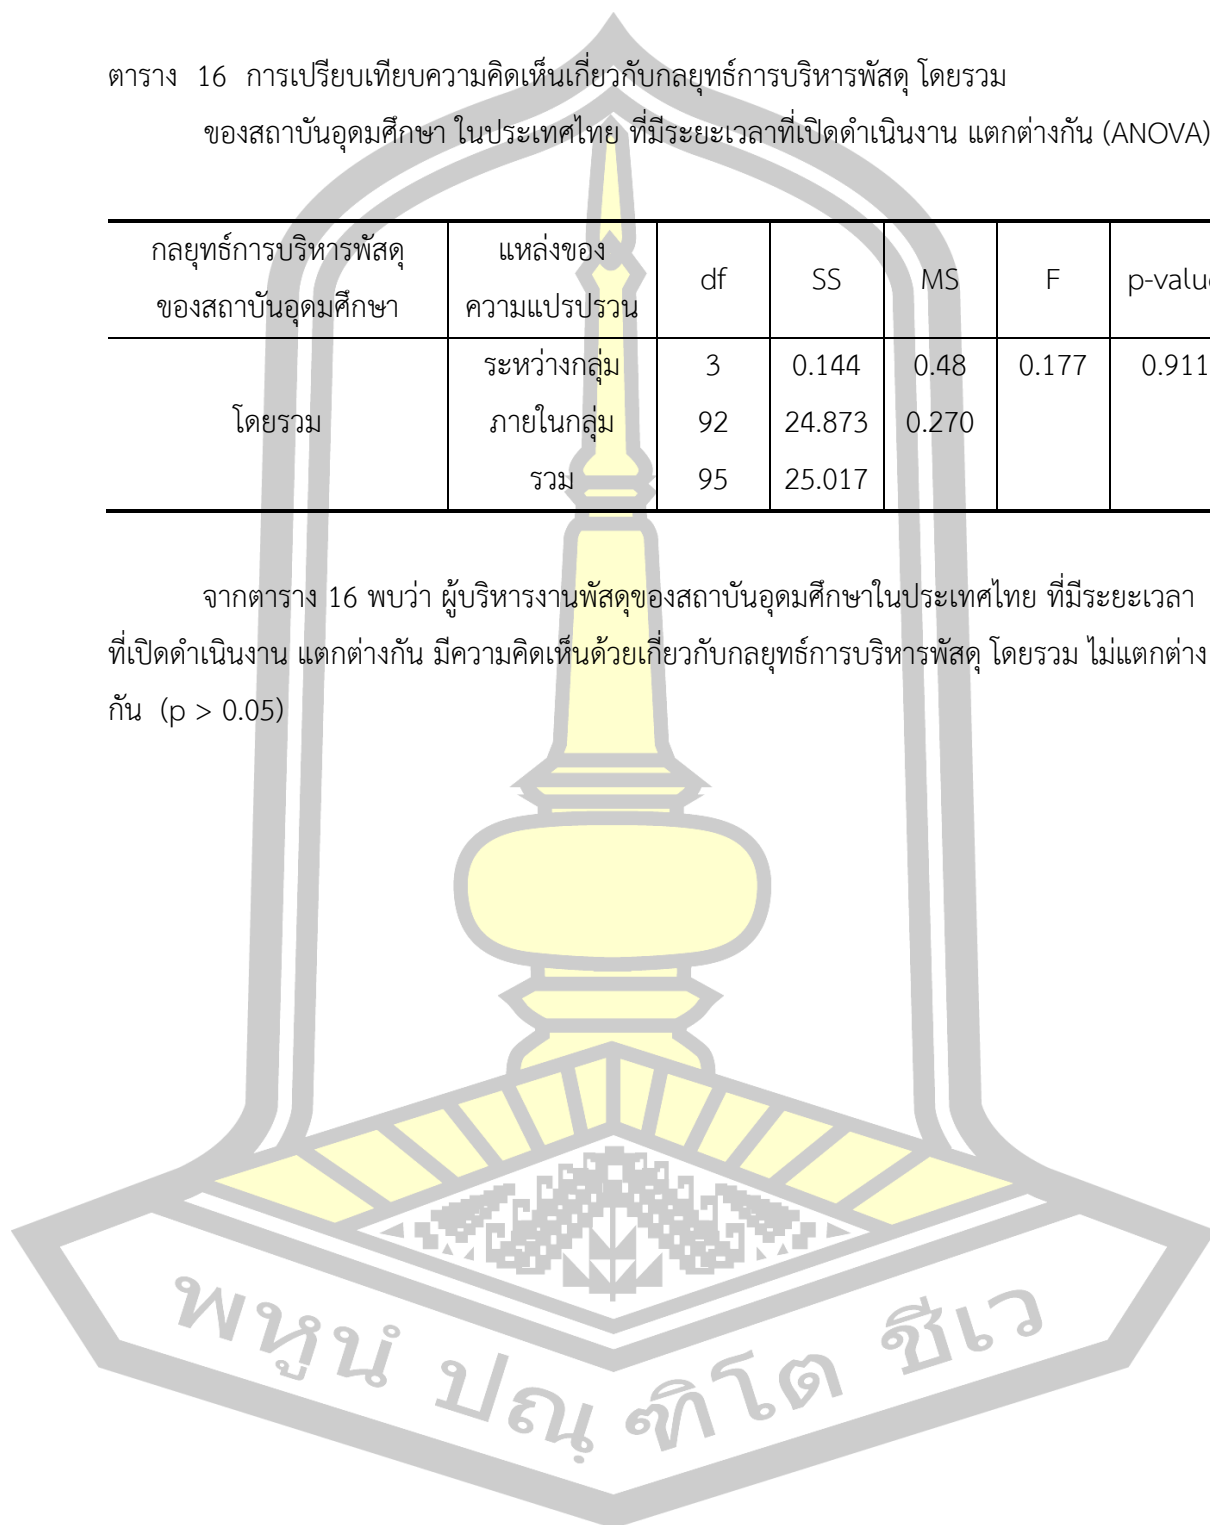 ตาราง 16 การเปรียบเทียบความคิดเห็นเกี่ยวกับกลยุทธ์การบริหารพัสดุ โดยรวม
ของสถาบันอุดมศึกษา ในประเทศไทย ที่มีระยะเวลาที่เปิดดำเนินงาน แตกต่างกัน (ANOVA)
กลยุทธ์การบริหารพัสดุ แหล่งของ
ของสถาบันอุดมศึกษา ความแปรปรวน df SS MS F p-value
ระหว่างกลุ่ม 3 0.144 0.48 0.177 0.911
โดยรวม ภายในกลุ่ม 92 24.873 0.270
รวม 95 25.017
จากตาราง 16 พบว่า ผู้บริหารงานพัสดุของสถาบันอุดมศึกษาในประเทศไทย ที่มีระยะเวลา
ที่เปิดดำเนินงาน แตกต่างกัน มีความคิดเห็นด้วยเกี่ยวกับกลยุทธ์การบริหารพัสดุ โดยรวม ไม่แตกต่าง
กัน (p > 0.05)
พหูนํ ปณฺฑิโต ชีเว